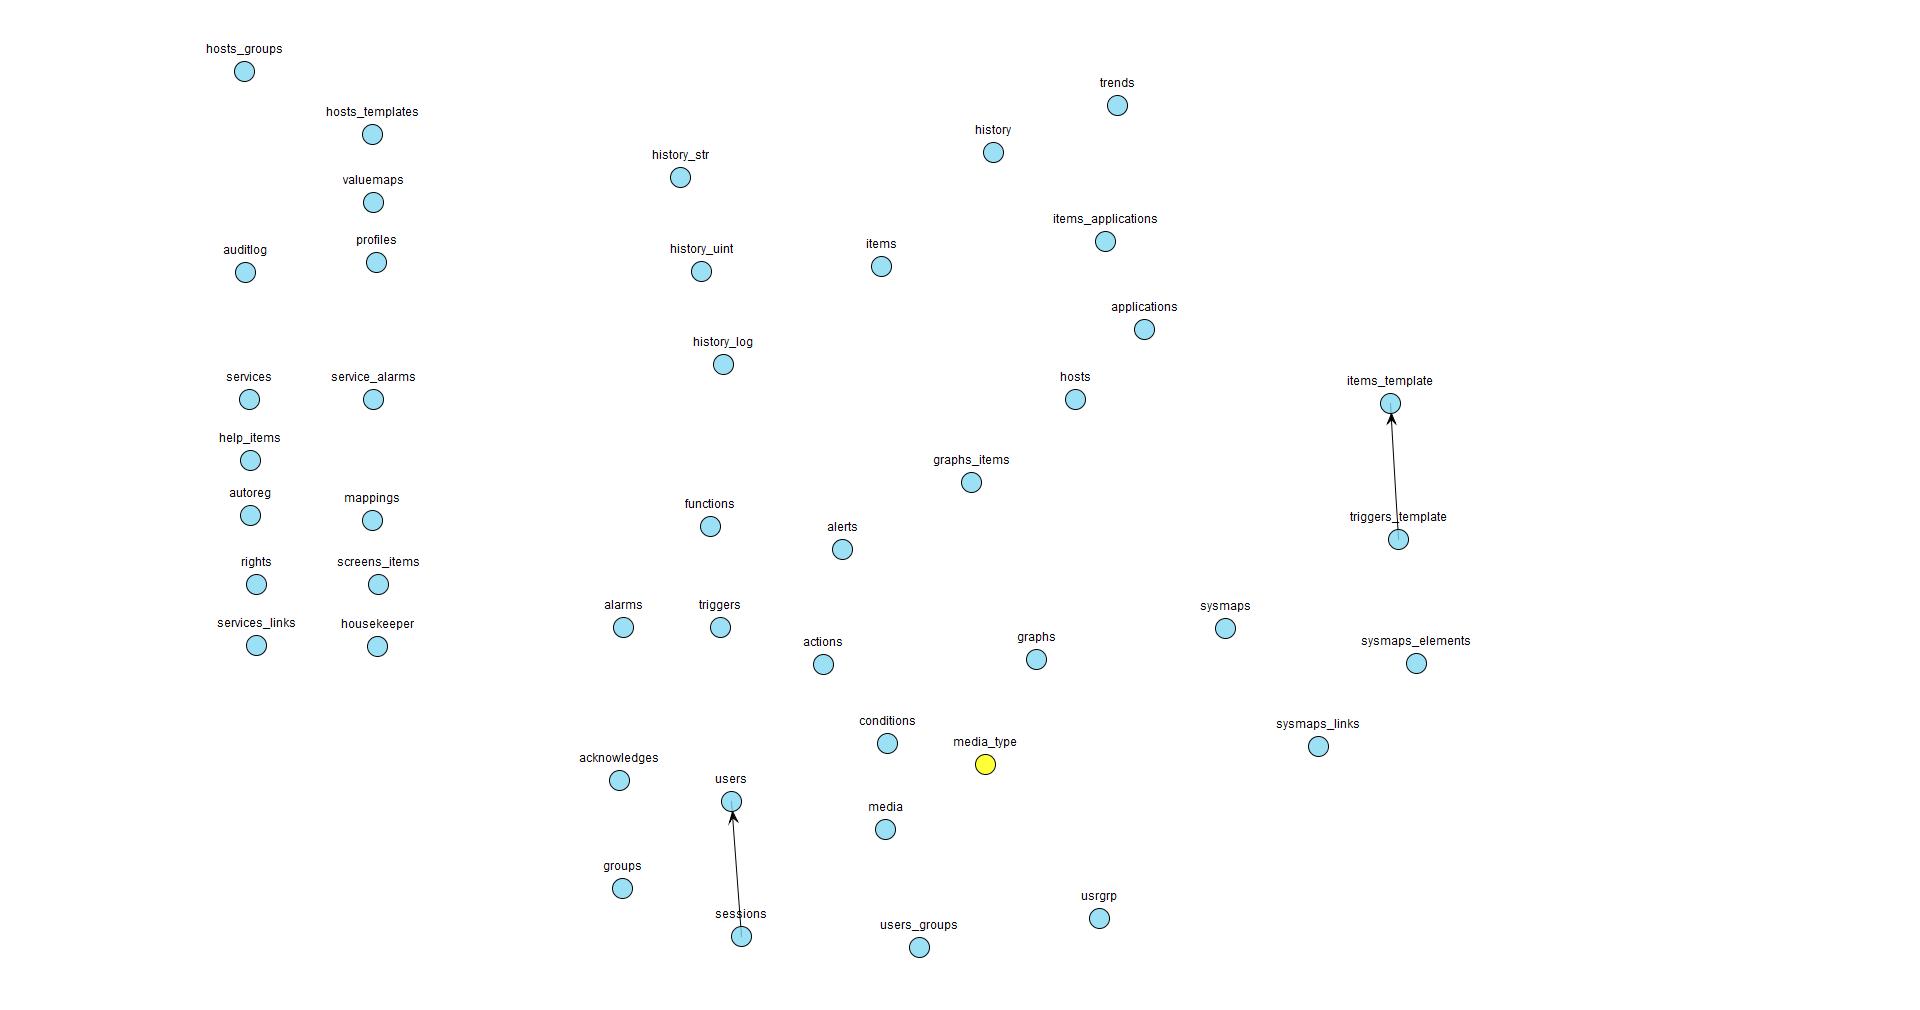 hosts_groups
trends
hosts_templates
history
history_str
valuemaps
items_applications
profiles
items
history_uint
auditlog
applications
history_log
services
service_alarms
hosts
items_template
help_items
graphs_items
autoreg
mappings
functions
triggers_template
alerts
rights
screens_items
alarms
triggers
sysmaps
services_links
housekeeper
graphs
actions
sysmaps_elements
conditions
sysmaps_links
media_type
acknowledges
users
media
groups
usrgrp
sessions
users_groups